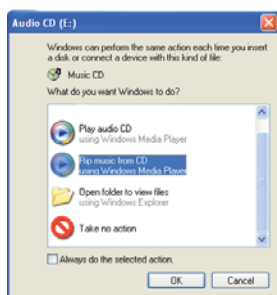 Audio CD (E:)
Windows can perform the same action each time you insert
a disk or connect a device with this kind of file:
Music CD
What do you want Windows to do?
Play audio CD
using Windows Media Player
Rip music from CD
using Windows Media Player
Open folder to view files
using Windows Explorer
Take no action
Always do the selected action.
OK
Cancel